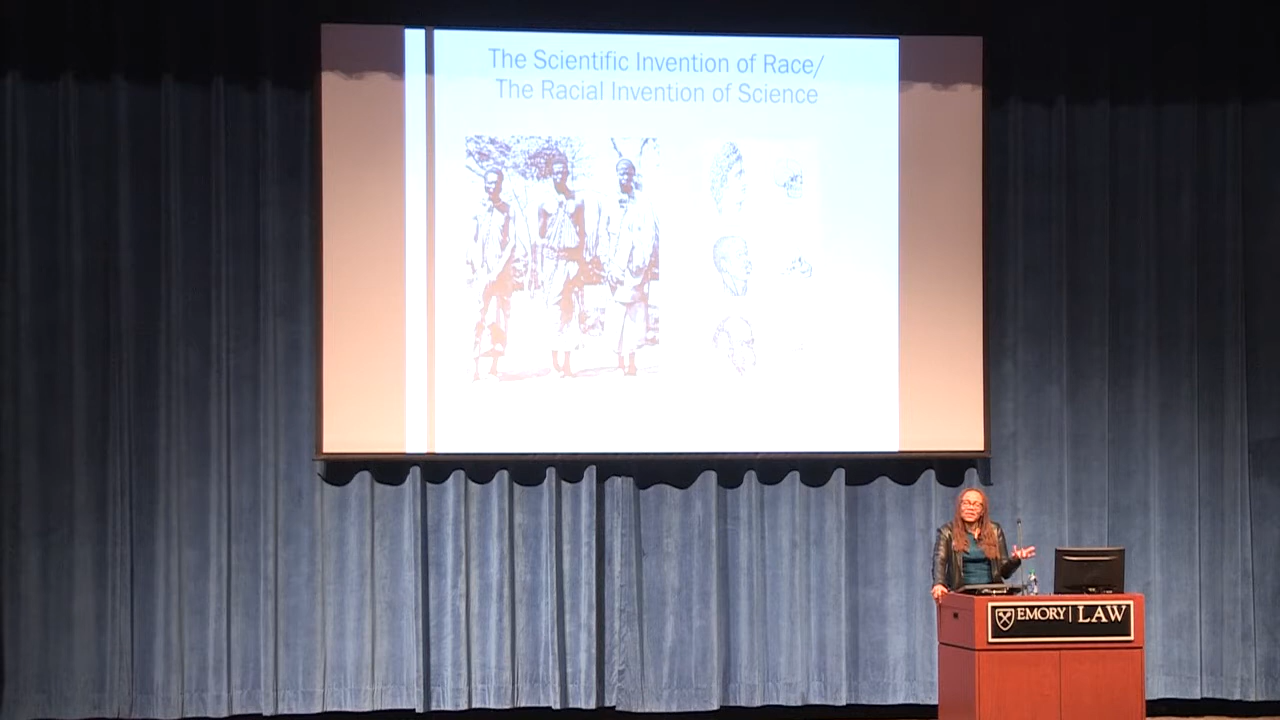 The Scientific Invention of Race/
The Racial Invention of Science
EMORY | LAW